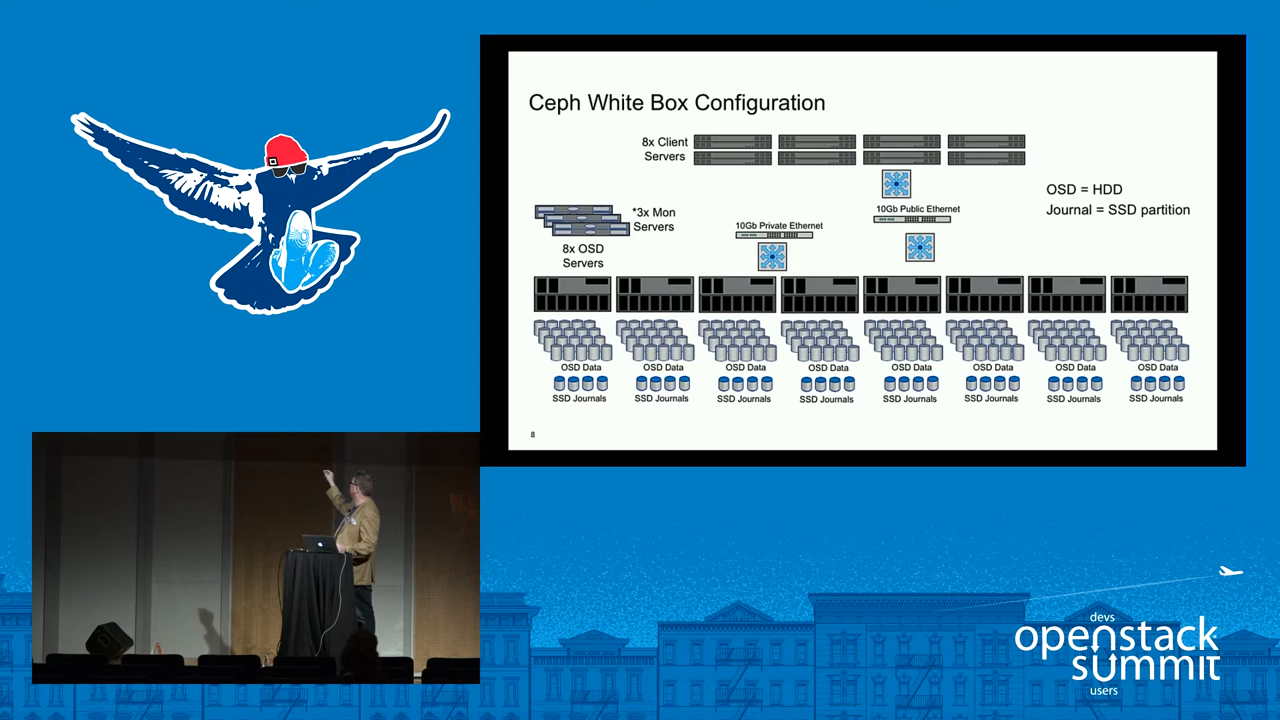 Ceph White Box Configuration
8x Client
Servers
OSD = HDD
Journal = SSD partition
*3x Mon
Servers
10Gb Public Ethernet
10Gb Private Ethernet
8x OSD
Servers
OSD Data OSD Data OSD Data OSD Data OSD Data OSD Data OSD Data OSD Data
SSD Journals SSD Journals SSD Journals SSD Journals SSD Journals SSD Journals SSD Journals SSD Journals
8
devs
openstack
summit
users